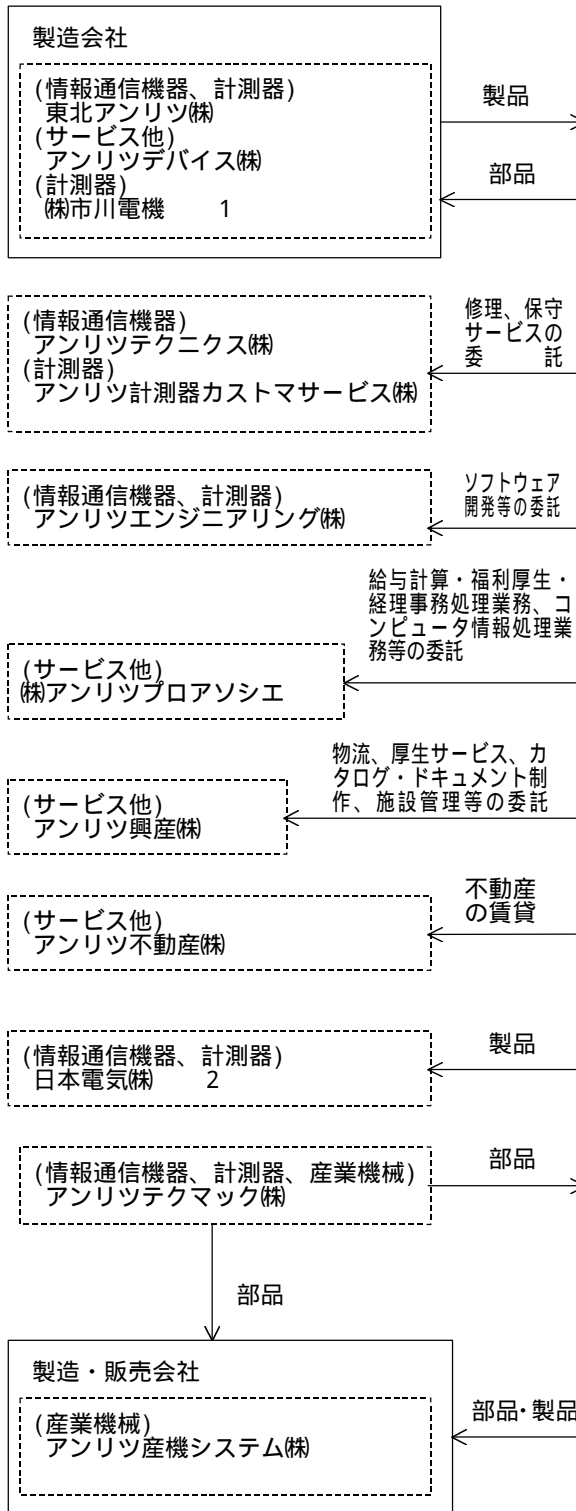 製造会社
(情報通信機器、計測器)
東北アンリツ㈱
(サービス他)
アンリツデバイス㈱
(計測器)
㈱市川電機 1
製品
部品
(情報通信機器)
アンリツテクニクス㈱
(計測器)
アンリツ計測器カストマサービス㈱
修理、保守
サービスの
委 託
(情報通信機器、計測器)
アンリツエンジニアリング㈱
ソフトウェア
開発等の委託
給与計算・福利厚生・
経理事務処理業務、コ
ンピュータ情報処理業
務等の委託
(サービス他)
㈱アンリツプロアソシエ
物流、厚生サービス、カ
タログ・ドキュメント制
作、施設管理等の委託
(サービス他)
アンリツ興産㈱
不動産
の賃貸
(サービス他)
アンリツ不動産㈱
(情報通信機器、計測器)
日本電気㈱ 2
製品
(情報通信機器、計測器、産業機械)
アンリツテクマック㈱
部品
部品
製造・販売会社
(産業機械)
アンリツ産機システム㈱
部品・製品